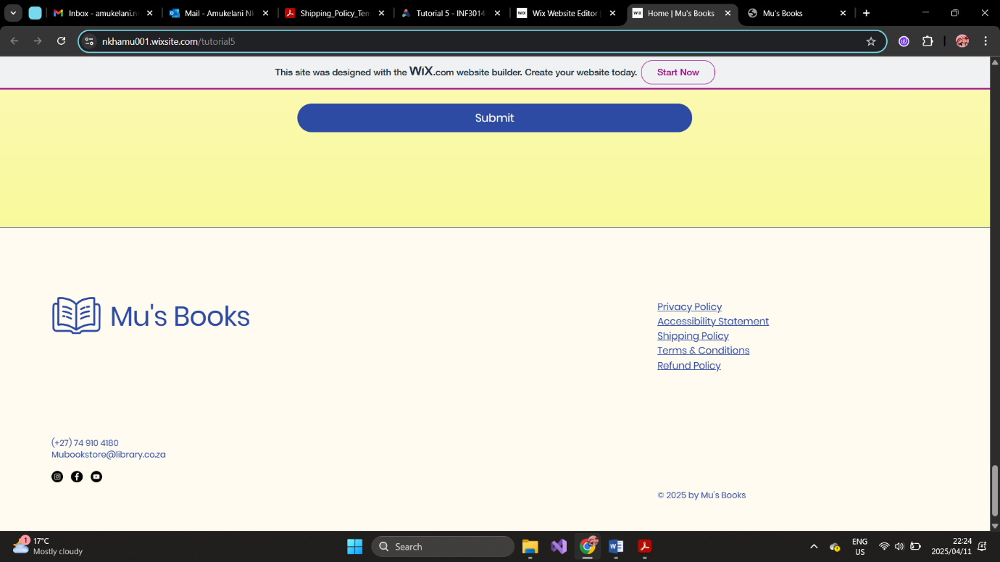 Inbox - amukelani.n
Mail - Amukelani N
Shipping_Policy_Tem
Tutorial 5 - INF3014
Wix Website Editor
Home | Mu's Books
Mu's Books
nkhamu001.wixsite.com/tutorial5
This site was designed with the WiX.com website builder. Create your website today.
Start Now
Submit
Mu's Books
Privacy Policy
Accessibility Statement
Shipping Policy
Terms & Conditions
Refund Policy
(+27) 74 910 4180
Mubookstore@library.co.za
© 2025 by Mu's Books
1
17°C
Mostly cloudy
Search
ENG
US
22:24
2025/04/11